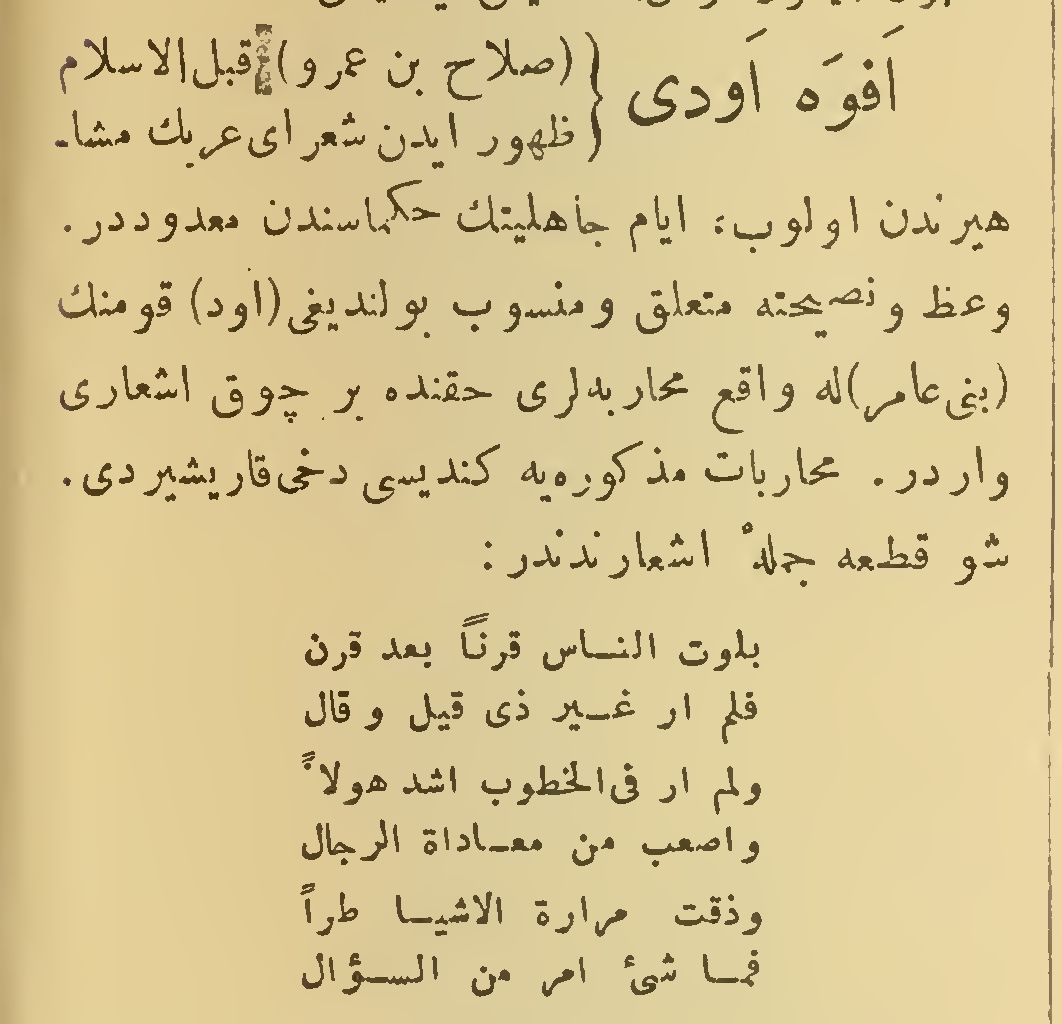 اَفوَه اَودی { (صلاح بن عمرو) قبل‌الاسلام
ظهور ایدن شعرای عربك مشا-
هیرندن اولوب، ایام جاهلیتك حکماسندن معدوددر.
وعظ ونصیحته متعلق ومنسوب بولندیغی (اود) قومنك
(بنی عامر)له واقع محاربه‌لری حقنده بر چوق اشعاری
واردر. محاربات مذکوره‌یه کندیسی دخی قاریشیردی.
شو قطعه جملهٔ اشعارندندر:
بلوت النـاس قرناً بعد قرن
فلم ار غـیر ذی قیل و قال
ولم ار فی‌الخطوب اشد هولاً
واصعب من معـاداة الرجال
وذقت مرارة الاشیـا طراً
فمـا شیٔ امر من السـؤال